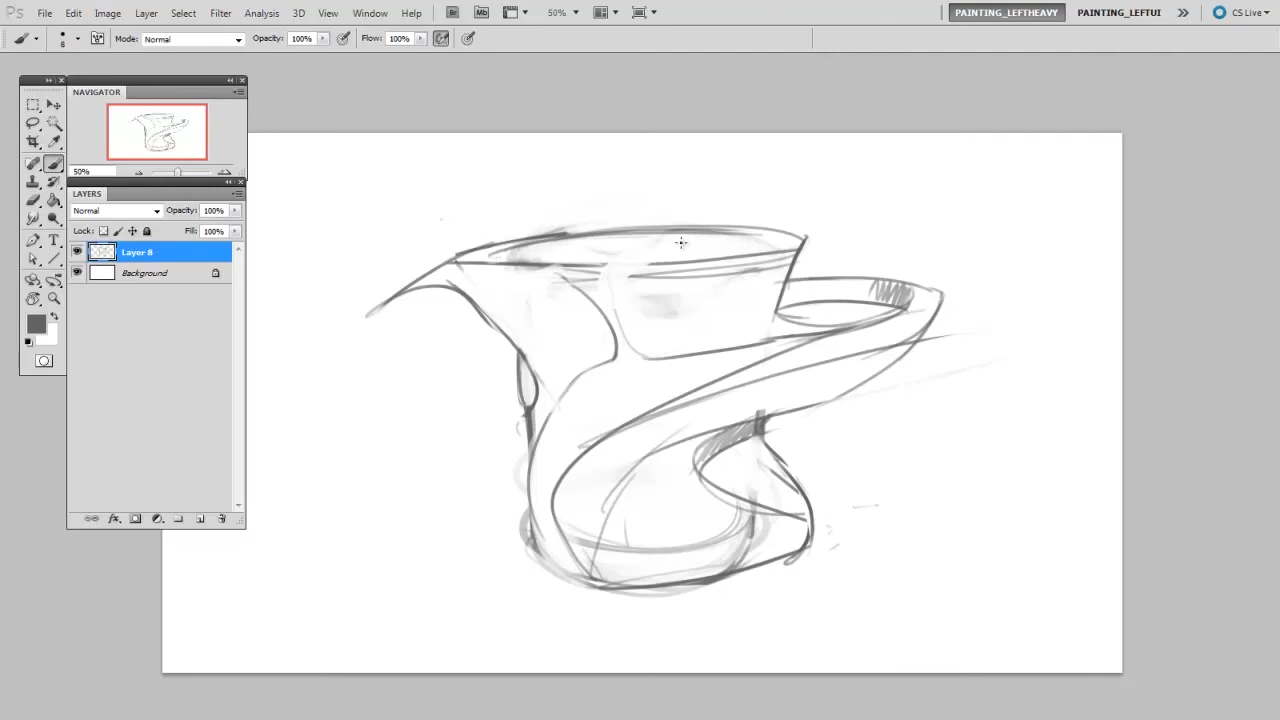 Ps File Edit Image Layer Select Filter Analysis 3D View Window Help Br Mb 50% PAINTING_LEFTHEAVY PAINTING_LEFTUI CS Live
8 Mode: Normal Opacity: 100% Flow: 100%
NAVIGATOR
50%
LAYERS
Normal Opacity: 100%
Lock: Fill: 100%
Layer 8
Background